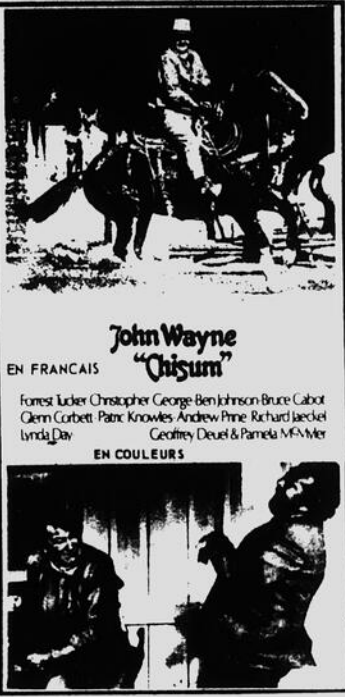 John Wayne
EN FRANCAIS
"Chisum"
Forrest Tucker Christopher George Ben Johnson Bruce Cabot
Glenn Corbett Patric Knowles Andrew Prine Richard Jaeckel
Lynda Day Geoffrey Deuel & Pamela McMyler
EN COULEURS